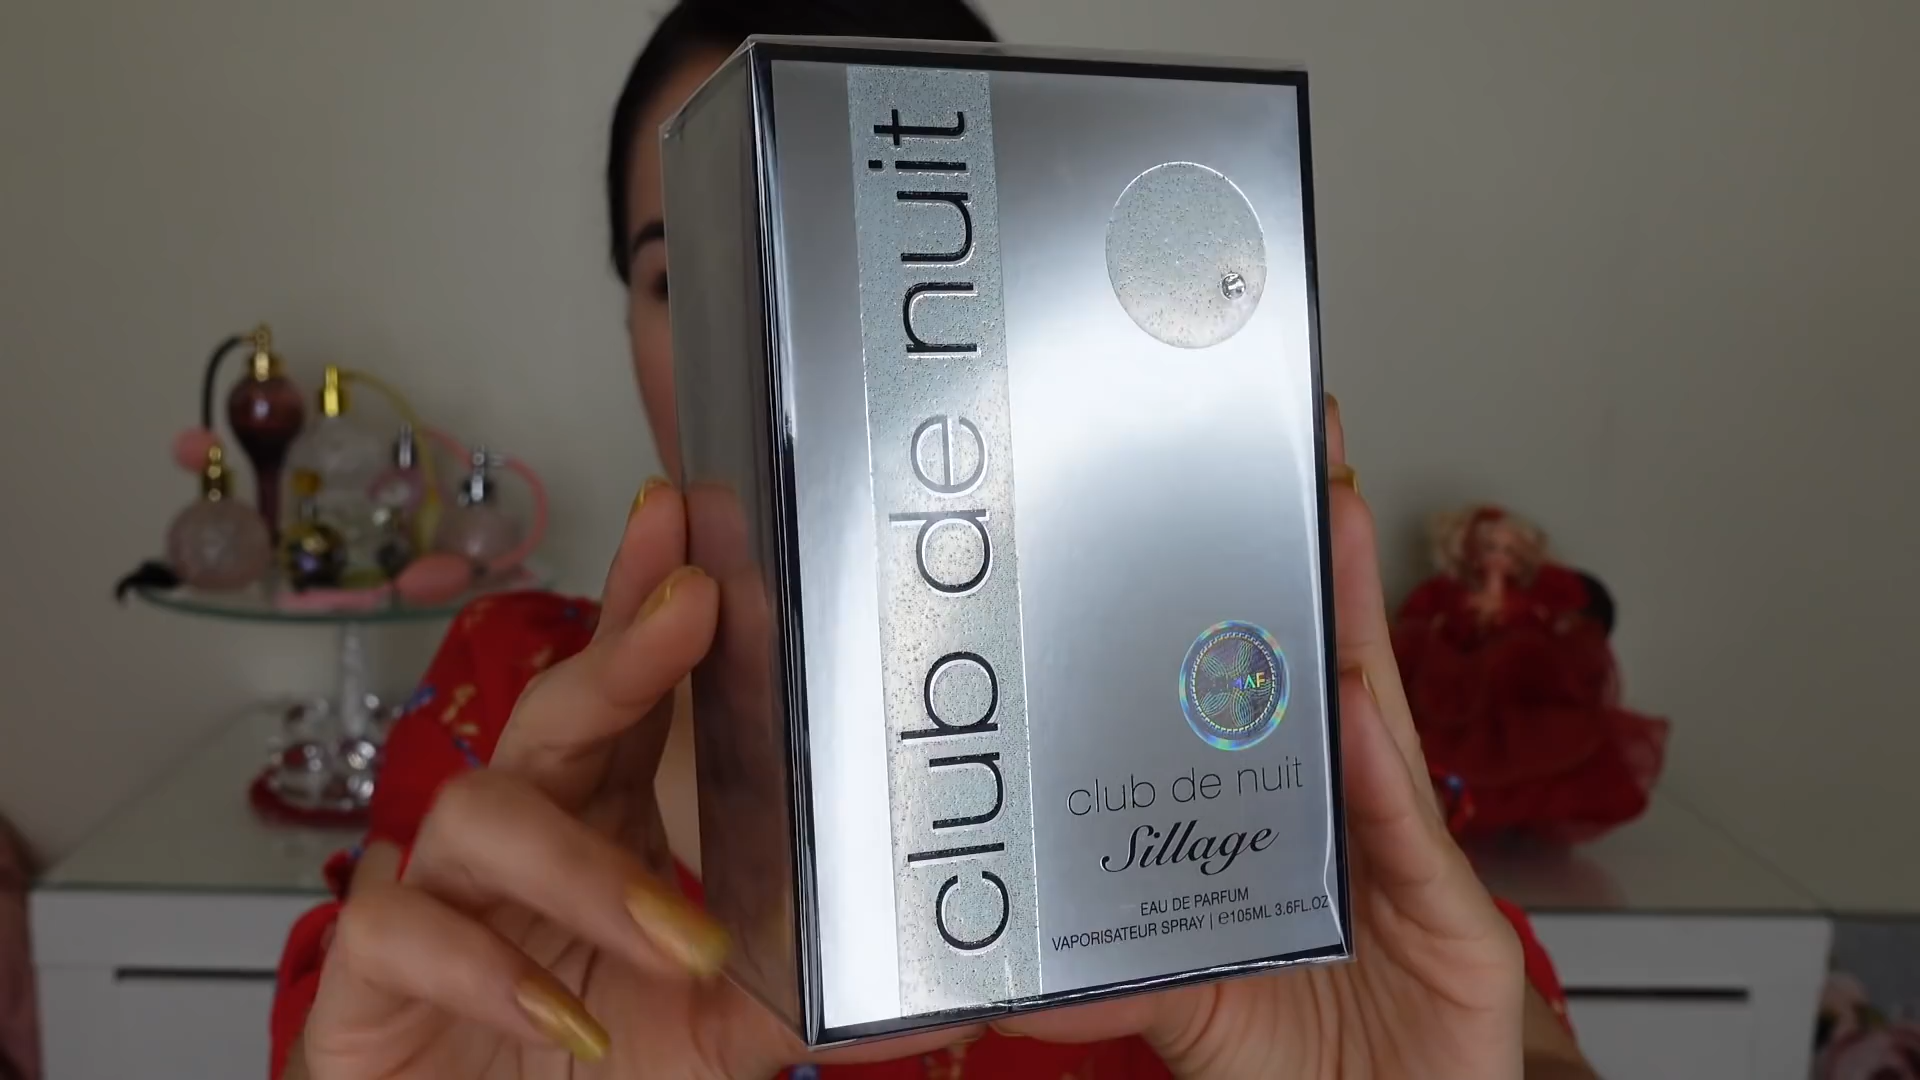 club de nuit
club de nuit
Sillage
EAU DE PARFUM
VAPORISATEUR SPRAY | ℮105ML 3.6FL.OZ